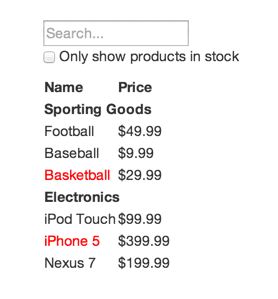 Search...
Only show products in stock
Name Price
Sporting Goods
Football $49.99
Baseball $9.99
Basketball $29.99
Electronics
iPod Touch $99.99
iPhone 5 $399.99
Nexus 7 $199.99